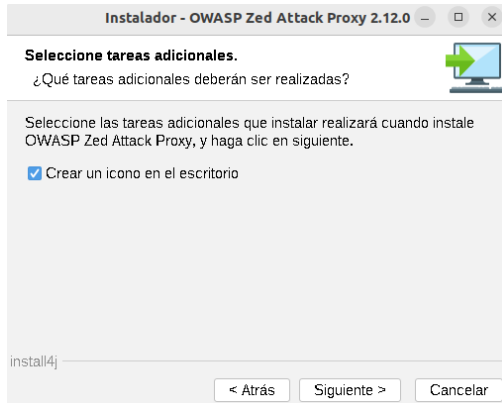 Instalador - OWASP Zed Attack Proxy 2.12.0
Seleccione tareas adicionales.
¿Qué tareas adicionales deberán ser realizadas?
Seleccione las tareas adicionales que instalar realizará cuando instale
OWASP Zed Attack Proxy, y haga clic en siguiente.
Crear un icono en el escritorio
install4j
< Atrás Siguiente > Cancelar